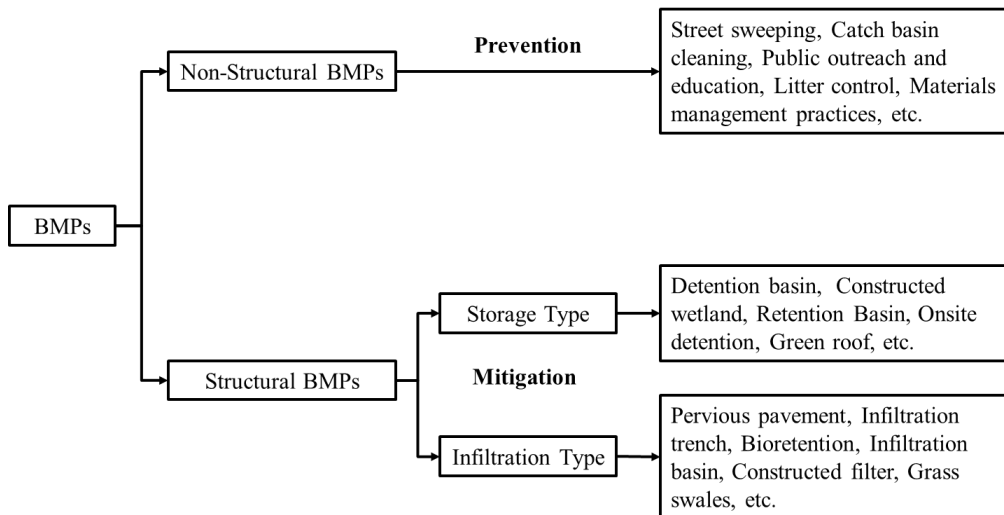 Prevention
Street sweeping, Catch basin
cleaning, Public outreach and
education, Litter control, Materials
management practices, etc.
Non-Structural BMPs
BMPs
Storage Type
Detention basin, Constructed
wetland, Retention Basin, Onsite
detention, Green roof, etc.
Structural BMPs
Mitigation
Infiltration Type
Pervious pavement, Infiltration
trench, Bioretention, Infiltration
basin, Constructed filter, Grass
swales, etc.